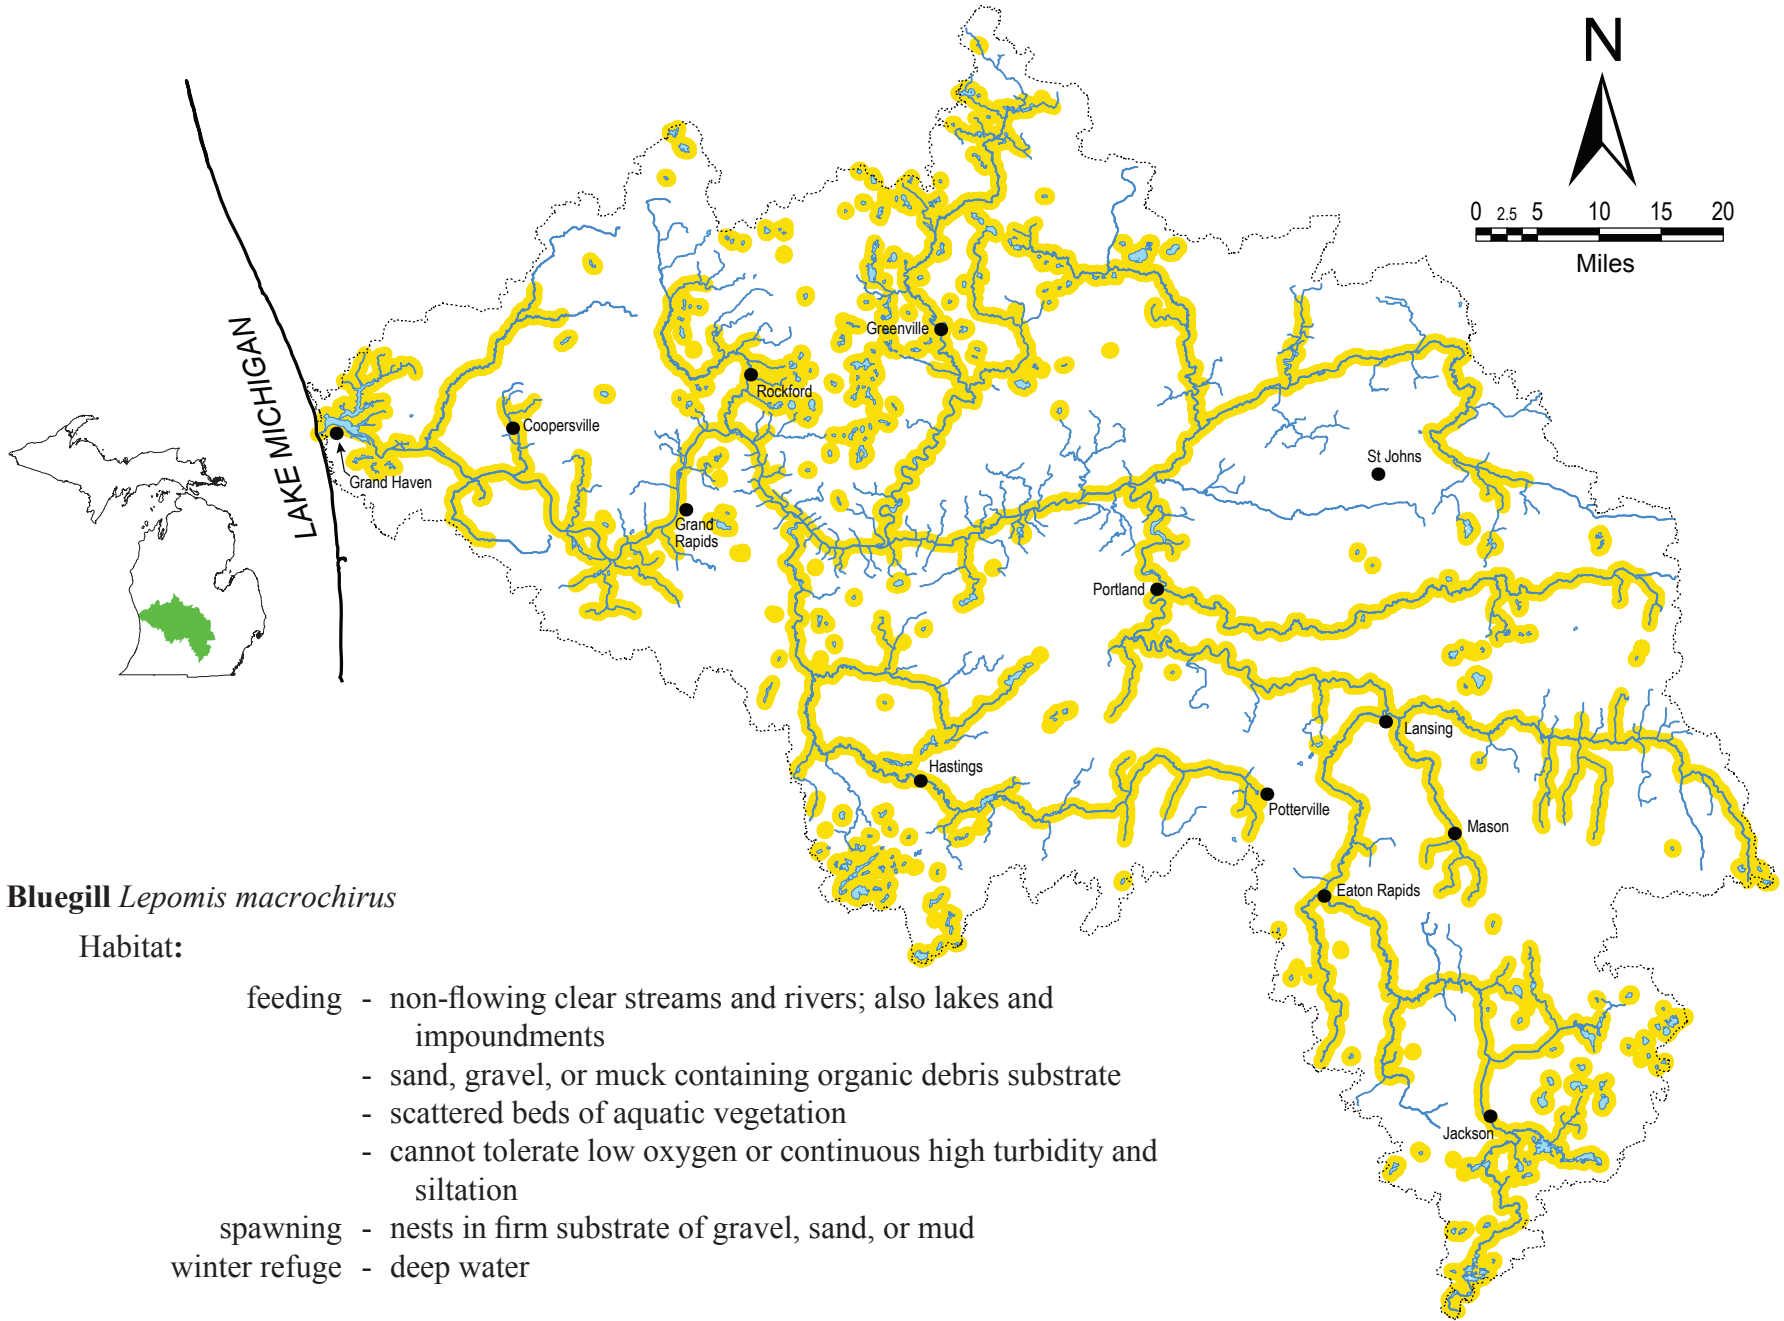 N
0 2.5 5 10 15 20
Miles
LAKE MICHIGAN
Greenville
Rockford
Coopersville
Grand Haven
St Johns
Grand
Rapids
Portland
Lansing
Hastings
Potterville
Mason
Eaton Rapids
Jackson
Bluegill Lepomis macrochirus
Habitat:
feeding - non-flowing clear streams and rivers; also lakes and
impoundments
- sand, gravel, or muck containing organic debris substrate
- scattered beds of aquatic vegetation
- cannot tolerate low oxygen or continuous high turbidity and
siltation
spawning - nests in firm substrate of gravel, sand, or mud
winter refuge - deep water